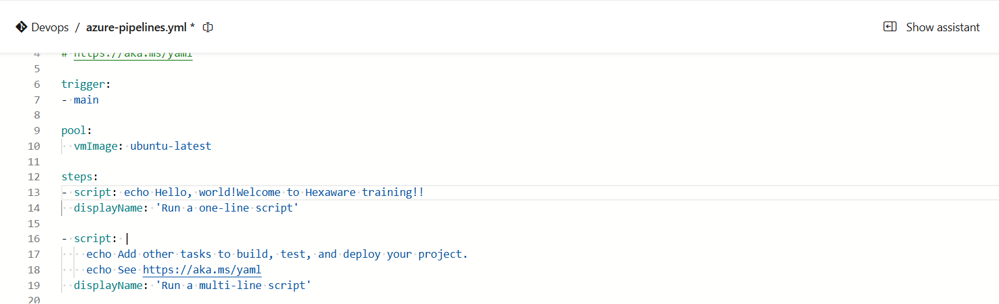 Devops / azure-pipelines.yml *
Show assistant
4 # https://aka.ms/yaml
5
6 trigger:
7 - main
8
9 pool:
10   vmImage: ubuntu-latest
11
12 steps:
13 - script: echo Hello, world!Welcome to Hexaware training!!
14   displayName: 'Run a one-line script'
15
16 - script: |
17     echo Add other tasks to build, test, and deploy your project.
18     echo See https://aka.ms/yaml
19   displayName: 'Run a multi-line script'
20